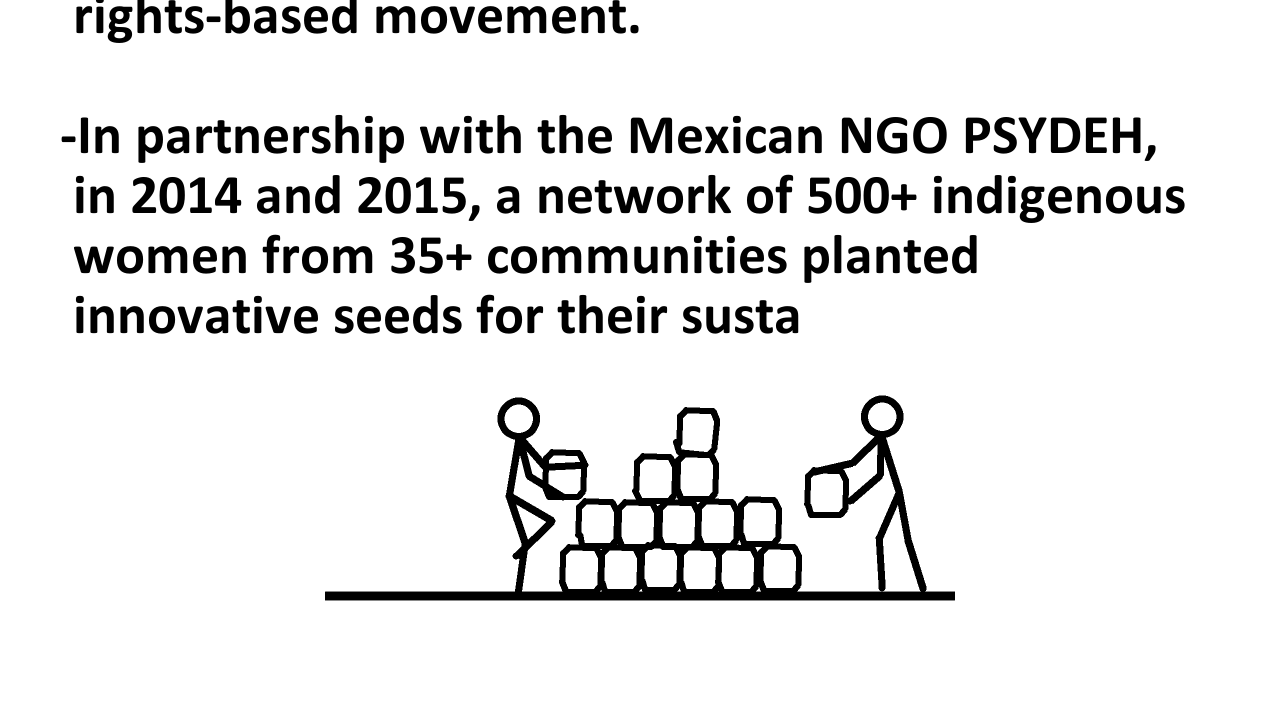 rights-based movement.
-In partnership with the Mexican NGO PSYDEH,
in 2014 and 2015, a network of 500+ indigenous
women from 35+ communities planted
innovative seeds for their susta